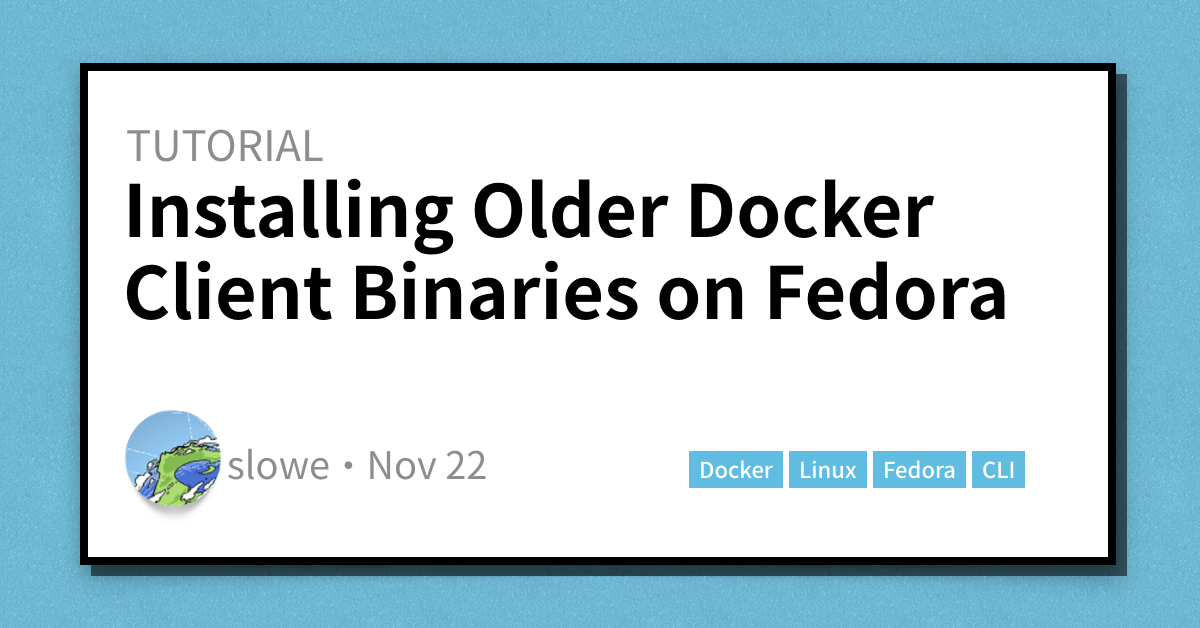 TUTORIAL
Installing Older Docker
Client Binaries on Fedora
slowe • Nov 22
Docker Linux Fedora CLI